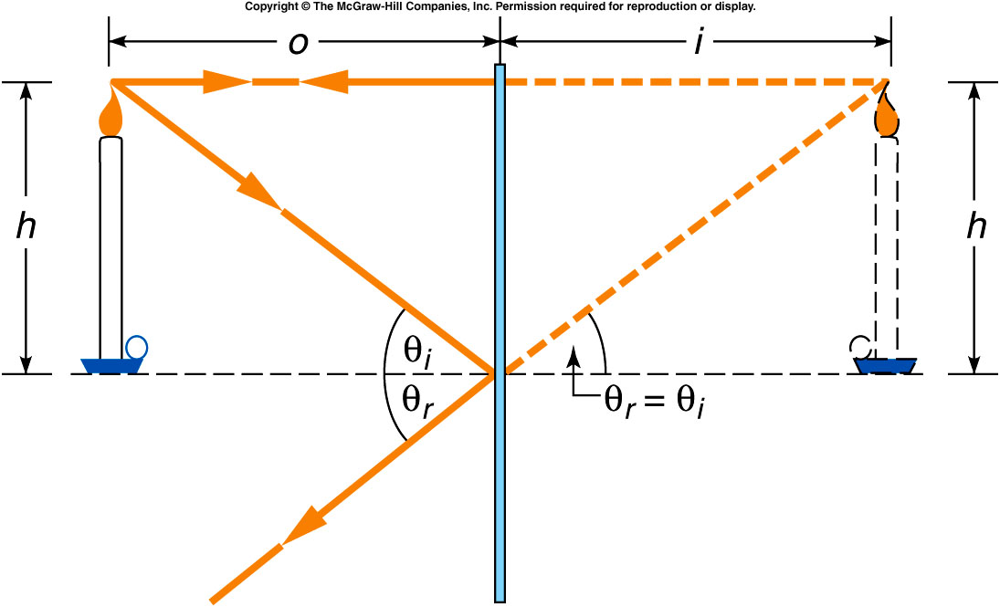 Copyright © The McGraw-Hill Companies, Inc. Permission required for reproduction or display.
o
i
h
h
θi
θr
θr = θi